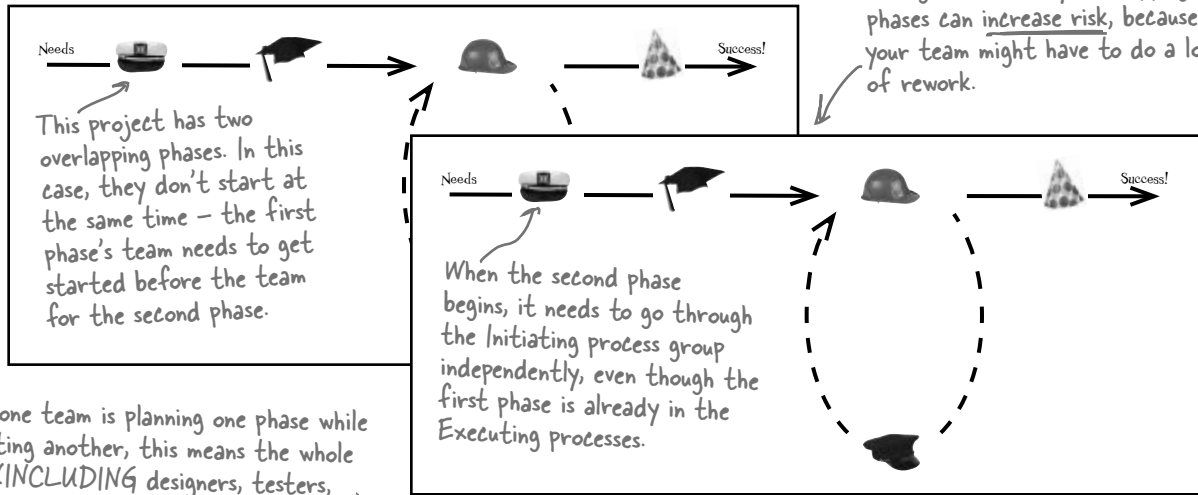 phases can increase risk, because
your team might have to do a lo
of rework.
Needs
Success!
This project has two
overlapping phases. In this
case, they don't start at
the same time – the first
phase's team needs to get
started before the team
for the second phase.
Needs
Success!
When the second phase
begins, it needs to go through
the Initiating process group
independently, even though the
first phase is already in the
Executing processes.
one team is planning one phase while
ting another, this means the whole
INCLUDING designers, testers,